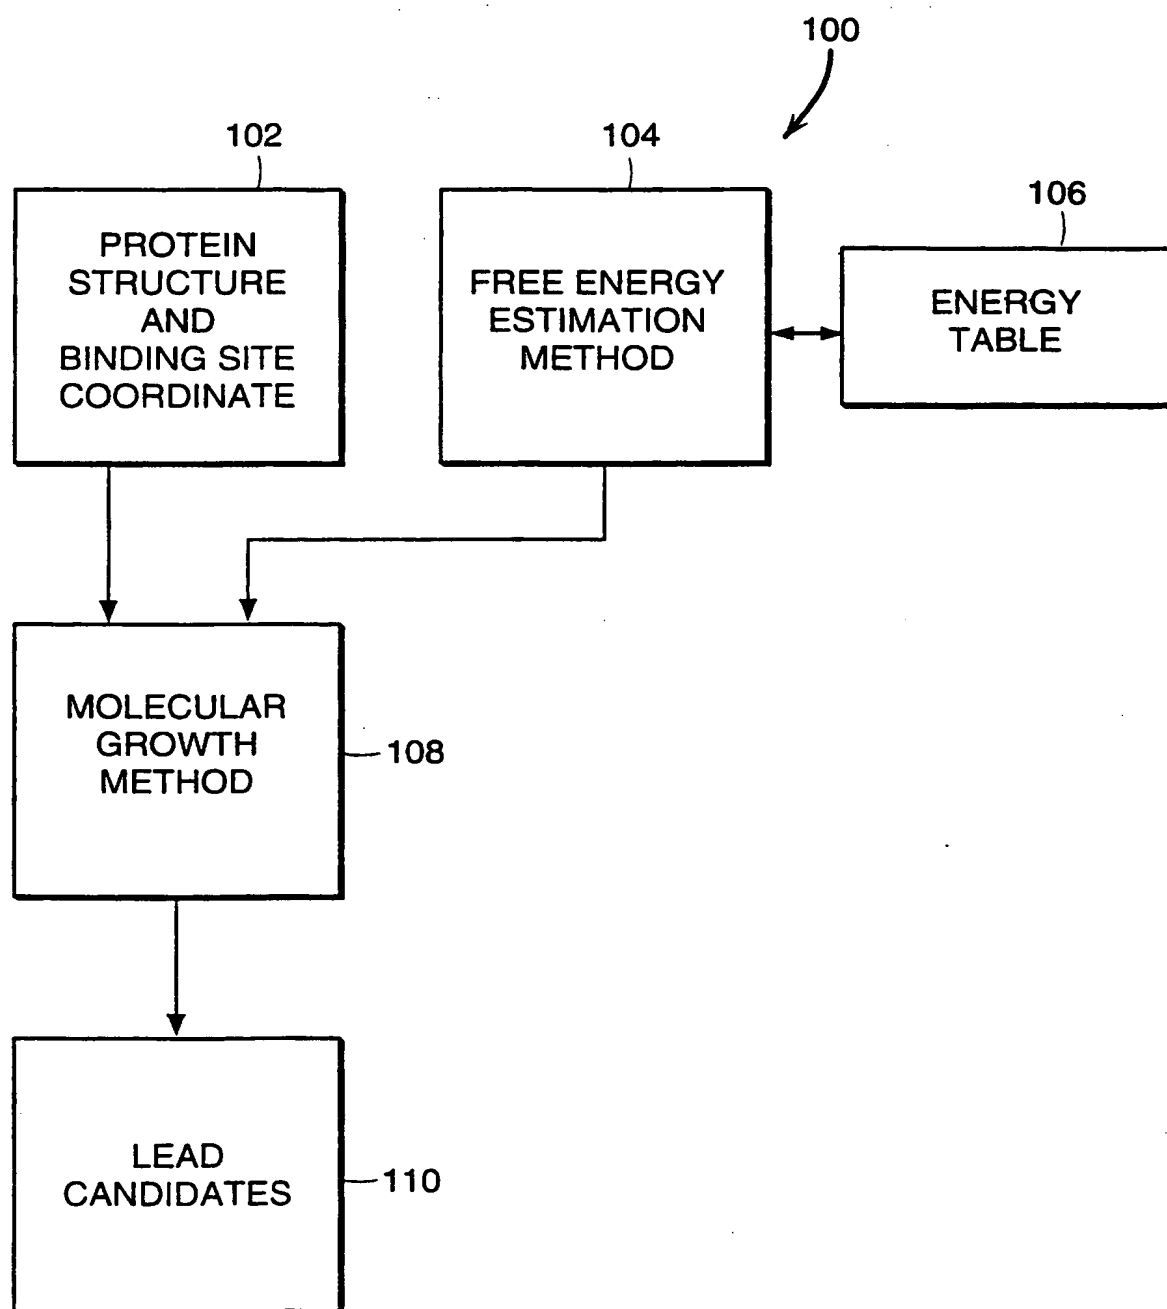 100
102
104
106
PROTEIN
STRUCTURE
AND
BINDING SITE
COORDINATE
FREE ENERGY
ESTIMATION
METHOD
ENERGY
TABLE
MOLECULAR
GROWTH
METHOD
108
LEAD
CANDIDATES
110